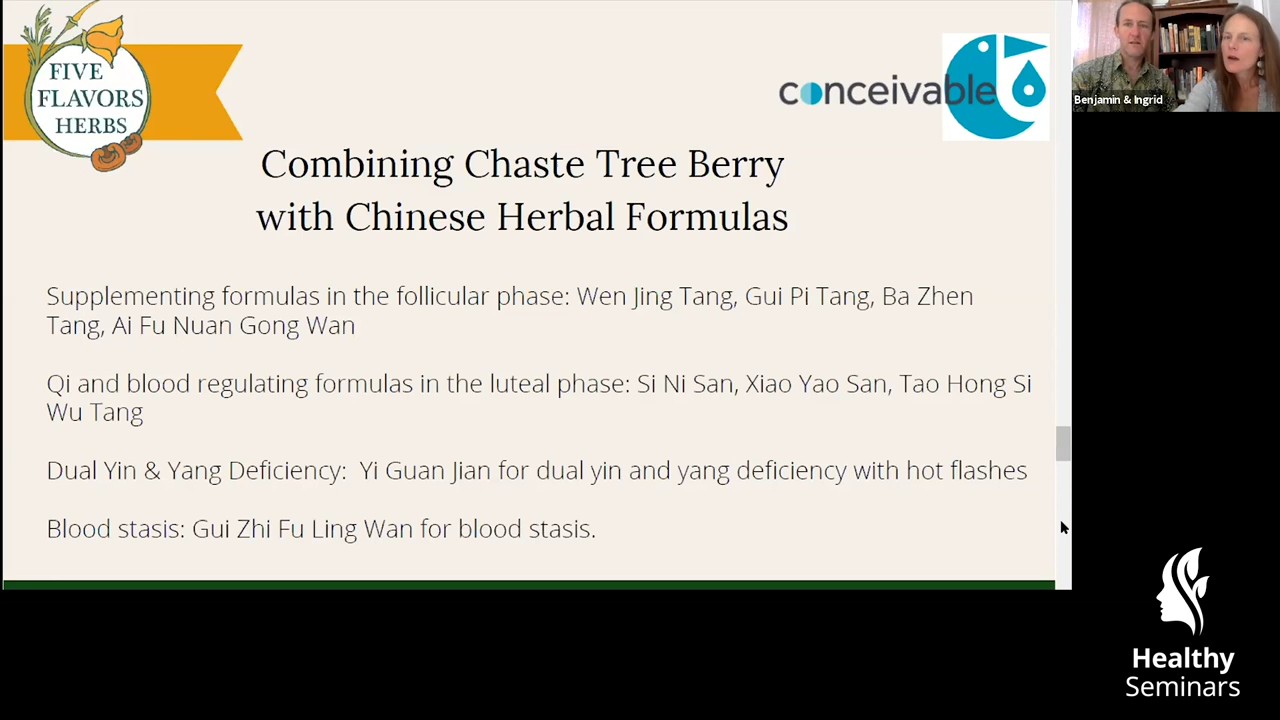 FIVE
FLAVORS
HERBS
conceivable
Benjamin & Ingrid
Combining Chaste Tree Berry
with Chinese Herbal Formulas
Supplementing formulas in the follicular phase: Wen Jing Tang, Gui Pi Tang, Ba Zhen
Tang, Ai Fu Nuan Gong Wan
Qi and blood regulating formulas in the luteal phase: Si Ni San, Xiao Yao San, Tao Hong Si
Wu Tang
Dual Yin & Yang Deficiency:  Yi Guan Jian for dual yin and yang deficiency with hot flashes
Blood stasis: Gui Zhi Fu Ling Wan for blood stasis.
Healthy
Seminars